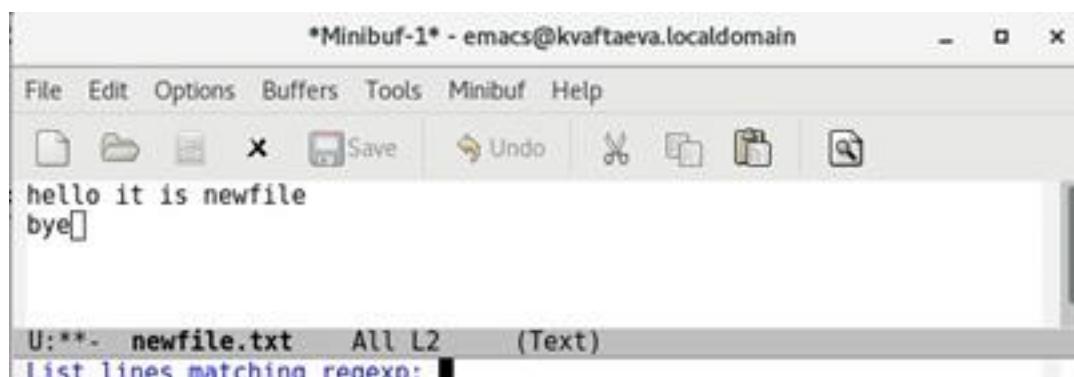 *Minibuf-1* - emacs@kvaftaeva.localdomain
File Edit Options Buffers Tools Minibuf Help
Save Undo
hello it is newfile
bye
U:**- newfile.txt All L2 (Text)
List lines matching regexp: